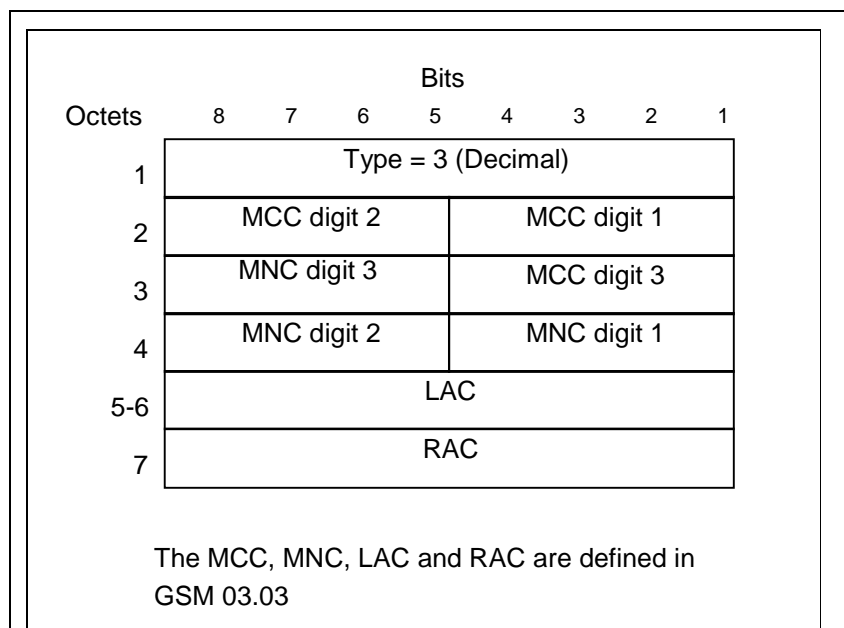 Bits
Octets 8 7 6 5 4 3 2 1
1 Type = 3 (Decimal)
2 MCC digit 2 MCC digit 1
3 MNC digit 3 MCC digit 3
4 MNC digit 2 MNC digit 1
5-6 LAC
7 RAC
The MCC, MNC, LAC and RAC are defined in
GSM 03.03